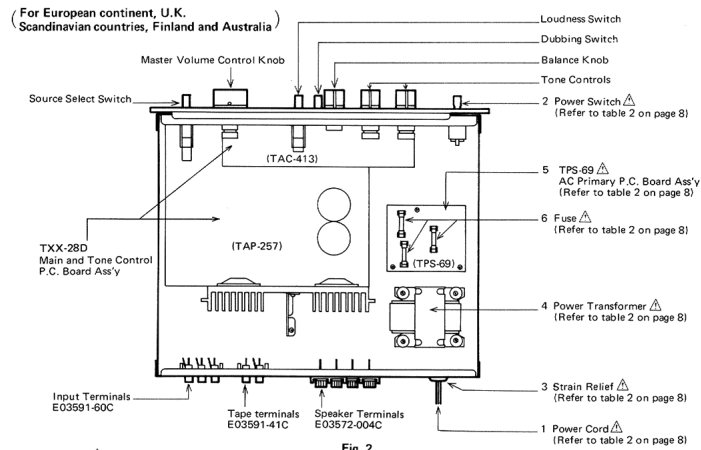 (For European continent, U.K.
Scandinavian countries, Finland and Australia)
Loudness Switch
Dubbing Switch
Master Volume Control Knob
Balance Knob
Tone Controls
Source Select Switch
2 Power Switch ⚠
(Refer to table 2 on page 8)
(TAC-413)
5 TPS-69 ⚠
AC Primary P.C. Board Ass'y
(Refer to table 2 on page 8)
6 Fuse ⚠
(Refer to table 2 on page 8)
TXX-28D
Main and Tone Control
P.C. Board Ass'y
(TAP-257)
(TPS-69)
4 Power Transformer ⚠
(Refer to table 2 on page 8)
3 Strain Relief ⚠
(Refer to table 2 on page 8)
Input Terminals
E03591-60C
Tape terminals
E03591-41C
Speaker Terminals
E03572-004C
1 Power Cord ⚠
(Refer to table 2 on page 8)
Fig. 2